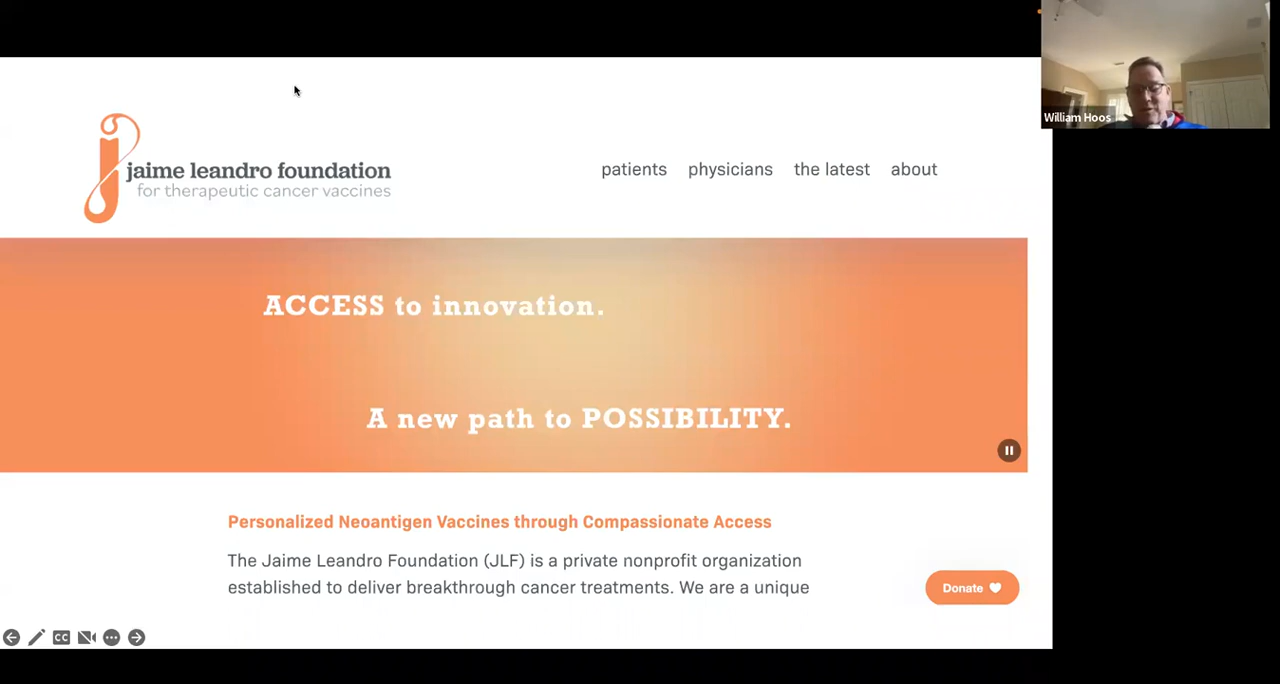 William Hoos
jaime leandro foundation
for therapeutic cancer vaccines
patients physicians the latest about
ACCESS to innovation.
A new path to POSSIBILITY.
Personalized Neoantigen Vaccines through Compassionate Access
The Jaime Leandro Foundation (JLF) is a private nonprofit organization
established to deliver breakthrough cancer treatments. We are a unique
Donate
CC